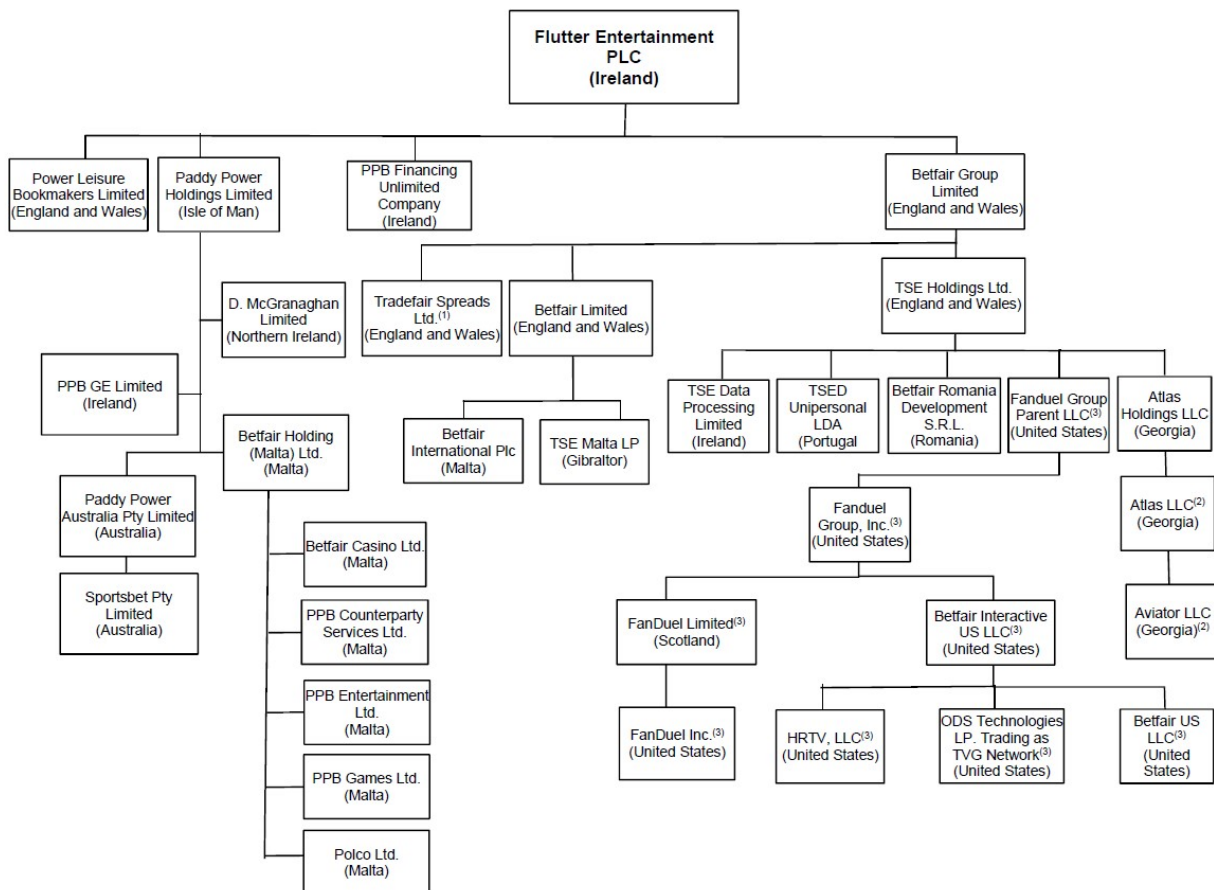 Flutter Entertainment
PLC
(Ireland)
Power Leisure
Bookmakers Limited
(England and Wales)
Paddy Power
Holdings Limited
(Isle of Man)
PPB Financing
Unlimited
Company
(Ireland)
Betfair Group
Limited
(England and Wales)
D. McGranaghan
Limited
(Northern Ireland)
Tradefair Spreads
Ltd.(1)
(England and Wales)
Betfair Limited
(England and Wales)
TSE Holdings Ltd.
(England and Wales)
PPB GE Limited
(Ireland)
Betfair Holding
(Malta) Ltd.
(Malta)
Betfair
International Plc
(Malta)
TSE Malta LP
(Gibraltor)
TSE Data
Processing
Limited
(Ireland)
TSED
Unipersonal
LDA
(Portugal
Betfair Romania
Development
S.R.L.
(Romania)
Fanduel Group
Parent LLC(3)
(United States)
Atlas
Holdings LLC
(Georgia)
Paddy Power
Australia Pty Limited
(Australia)
Sportsbet Pty
Limited
(Australia)
Betfair Casino Ltd.
(Malta)
PPB Counterparty
Services Ltd.
(Malta)
PPB Entertainment
Ltd.
(Malta)
PPB Games Ltd.
(Malta)
Polco Ltd.
(Malta)
Fanduel
Group, Inc.(3)
(United States)
Atlas LLC(2)
(Georgia)
Aviator LLC
(Georgia)(2)
FanDuel Limited(3)
(Scotland)
Betfair Interactive
US LLC(3)
(United States)
FanDuel Inc.(3)
(United States)
HRTV, LLC(3)
(United States)
ODS Technologies
LP. Trading as
TVG Network(3)
(United States)
Betfair US
LLC(3)
(United
States)